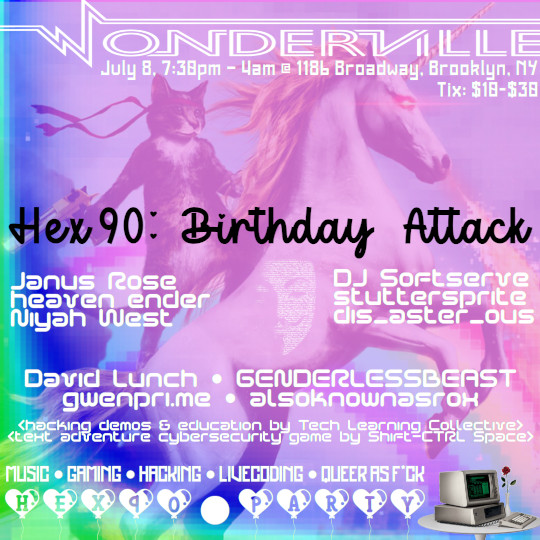 WONDERVILLE
July 8, 7:30pm – 4am @ 1186 Broadway, Brooklyn, NY
Tix: $10-$30
Hex 90: Birthday Attack
Janus Rose
heaven ender
Niyah West
DJ Softserve
stuttersprite
dis_aster_ous
David Lunch • GENDERLESSBEAST
gwenpri.me • alsoknownasrox
<hacking demos & education by Tech Learning Collective>
<text adventure cybersecurity game by Shift-CTRL Space>
MUSIC • GAMING • HACKING • LIVECODING • QUEER AS F*CK
HEX90 PARTY